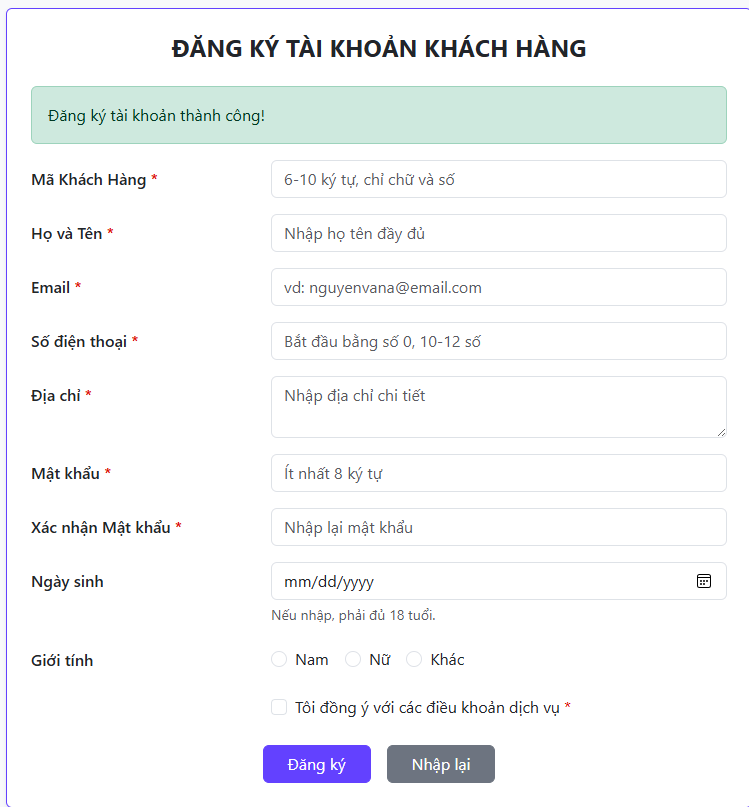 ĐĂNG KÝ TÀI KHOẢN KHÁCH HÀNG
Đăng ký tài khoản thành công!
Mã Khách Hàng * 6-10 ký tự, chỉ chữ và số
Họ và Tên * Nhập họ tên đầy đủ
Email * vd: nguyenvana@email.com
Số điện thoại * Bắt đầu bằng số 0, 10-12 số
Địa chỉ * Nhập địa chỉ chi tiết
Mật khẩu * Ít nhất 8 ký tự
Xác nhận Mật khẩu * Nhập lại mật khẩu
Ngày sinh mm/dd/yyyy
Nếu nhập, phải đủ 18 tuổi.
Giới tính Nam Nữ Khác
Tôi đồng ý với các điều khoản dịch vụ *
Đăng ký Nhập lại